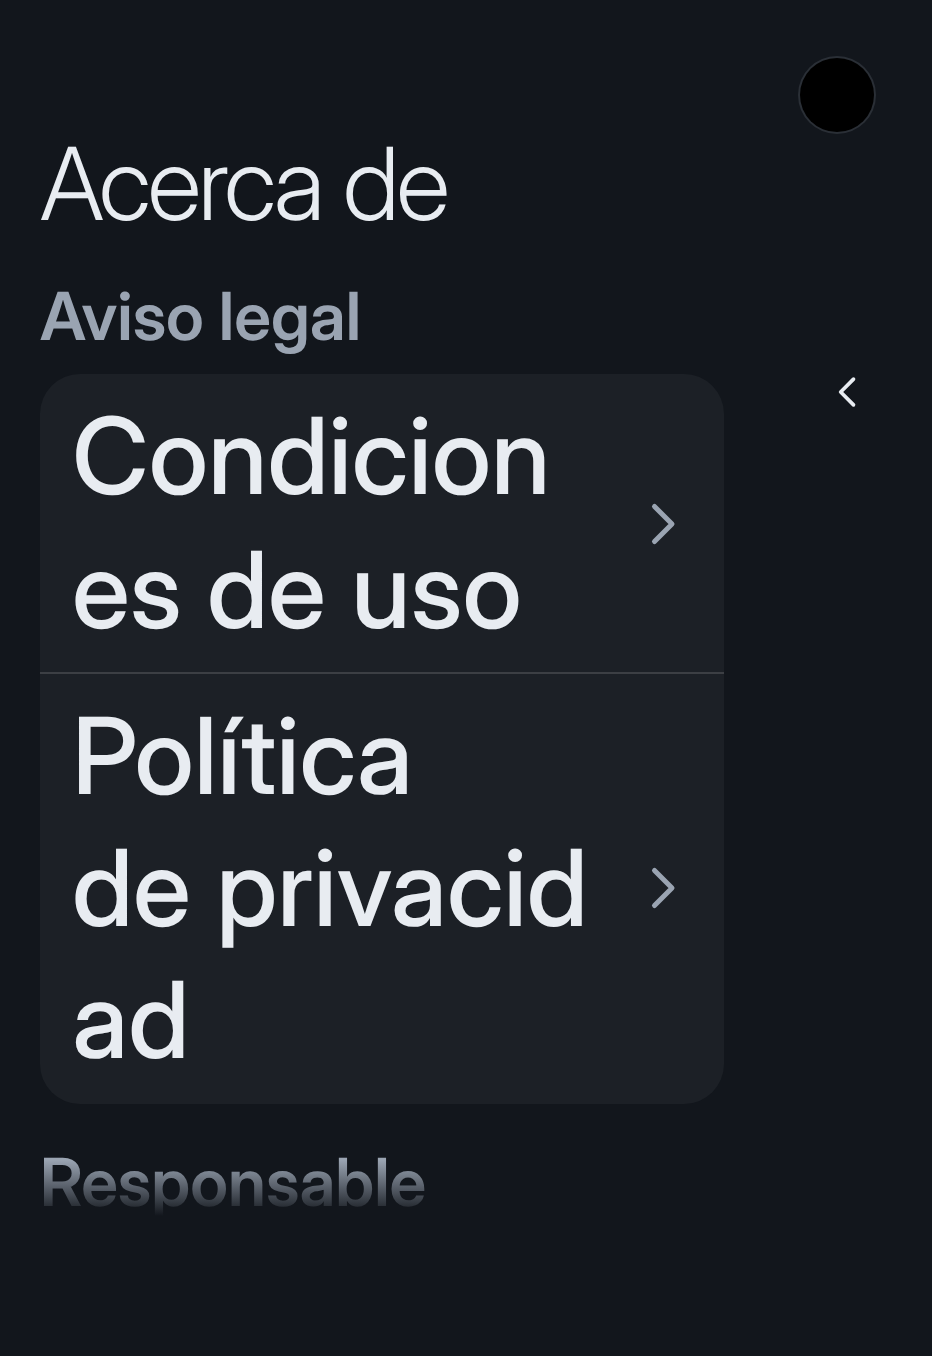 Acerca de
Aviso legal
Condicion
es de uso
Política
de privacid
ad
Responsable